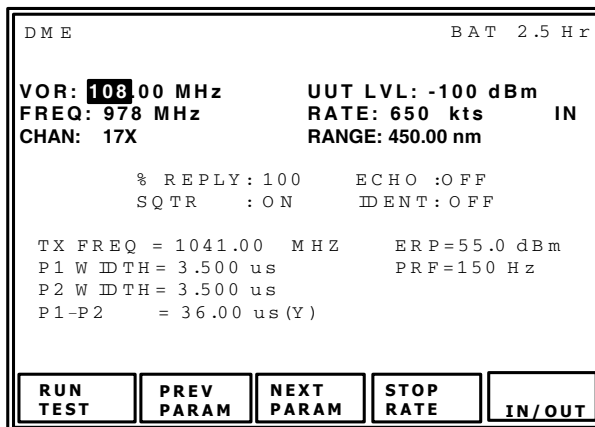 DME BAT 2.5 Hr
VOR: 108.00 MHz UUT LVL: -100 dBm
FREQ: 978 MHz RATE: 650 kts IN
CHAN: 17X RANGE: 450.00 nm
% REPLY: 100 ECHO :OFF
SQTR : ON IDENT: OFF
TX FREQ = 1041.00 MHZ ERP=55.0 dBm
P1 WIDTH= 3.500 us PRF=150 Hz
P2 WIDTH= 3.500 us
P1-P2 = 36.00 us(Y)
RUN PREV NEXT STOP
TEST PARAM PARAM RATE IN/OUT